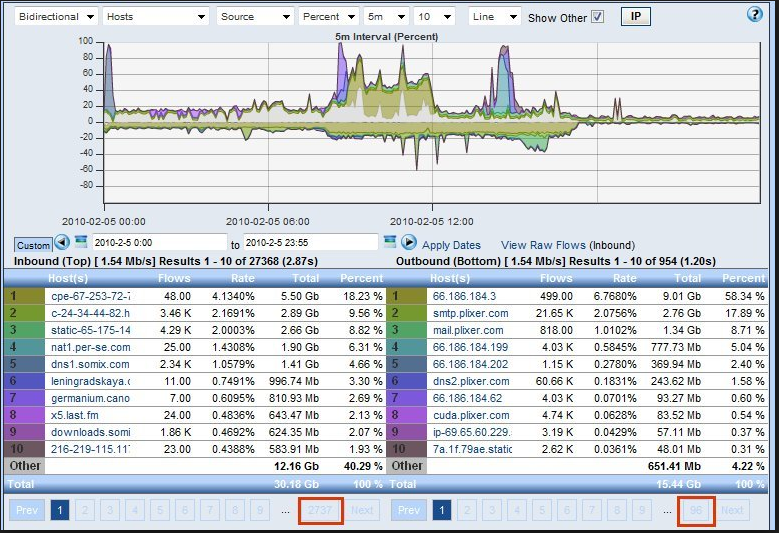 Bidirectional Hosts Source Percent 5m 10 Line Show Other IP ?
5m Interval (Percent)
100
80
60
40
20
0
-20
-40
-60
-80
2010-02-05 00:00 2010-02-05 06:00 2010-02-05 12:00
Custom 2010-2-5 0:00 to 2010-2-5 23:55 Apply Dates View Raw Flows (Inbound)
Inbound (Top) [ 1.54 Mb/s] Results 1 - 10 of 27368 (2.87s) Outbound (Bottom) [ 1.54 Mb/s] Results 1 - 10 of 954 (1.20s)
Host(s) Flows Rate Total Percent Host(s) Flows Rate Total Percent
1 cpe-67-253-72-7 48.00 4.1340% 5.50 Gb 18.23 % 1 66.186.184.3 499.00 6.7680% 9.01 Gb 58.34 %
2 c-24-34-44-82.h 3.46 K 2.1691% 2.89 Gb 9.56 % 2 smtp.plixer.com 21.65 K 2.0756% 2.76 Gb 17.89 %
3 static-65-175-14 4.29 K 2.0003% 2.66 Gb 8.82 % 3 mail.plixer.com 818.00 1.0102% 1.34 Gb 8.71 %
4 nat1.per-se.com 25.00 1.4308% 1.90 Gb 6.31 % 4 66.186.184.199 4.03 K 0.5845% 777.73 Mb 5.04 %
5 dns1.somix.com 2.34 K 1.0579% 1.41 Gb 4.66 % 5 66.186.184.202 1.15 K 0.2780% 369.94 Mb 2.40 %
6 leningradskaya.c 11.00 0.7491% 996.74 Mb 3.30 % 6 dns2.plixer.com 60.66 K 0.1831% 243.62 Mb 1.58 %
7 germanium.cano 7.00 0.6095% 810.93 Mb 2.69 % 7 66.186.184.62 4.03 K 0.0701% 93.27 Mb 0.60 %
8 x5.last.fm 24.00 0.4836% 643.47 Mb 2.13 % 8 cuda.plixer.com 4.74 K 0.0628% 83.52 Mb 0.54 %
9 downloads.somi 1.86 K 0.4692% 624.35 Mb 2.07 % 9 ip-69.65.60.229. 3.19 K 0.0429% 57.11 Mb 0.37 %
10 216-219-115.11 23.00 0.4388% 583.91 Mb 1.93 % 10 7a.1f.79ae.static 2.62 K 0.0361% 48.01 Mb 0.31 %
Other 12.16 Gb 40.29 % Other 651.41 Mb 4.22 %
Total 30.18 Gb 100 % Total 15.44 Gb 100 %
Prev 1 2 3 4 5 6 7 8 9 ... 2737 Next Prev 1 2 3 4 5 6 7 8 9 ... 96 Next